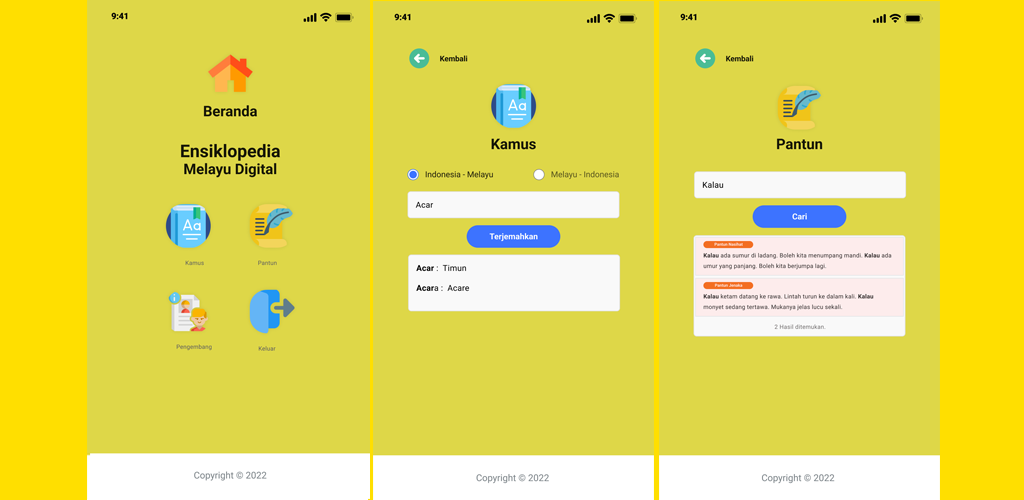 9:41
Beranda
Ensiklopedia
Melayu Digital
Aa
Kamus
Pantun
Pengembang
Keluar
Copyright © 2022
9:41
Kembali
Aa
Kamus
Indonesia - Melayu
Melayu - Indonesia
Acar
Terjemahkan
Acar : Timun
Acara : Acare
Copyright © 2022
9:41
Kembali
Pantun
Kalau
Cari
Pantun Nasihat
Kalau ada sumur di ladang. Boleh kita menumpang mandi. Kalau ada
umur yang panjang. Boleh kita berjumpa lagi.
Pantun Jenaka
Kalau ketam datang ke rawa. Lintah turun ke dalam kali. Kalau
monyet sedang tertawa. Mukanya jelas lucu sekali.
2 Hasil ditemukan.
Copyright © 2022